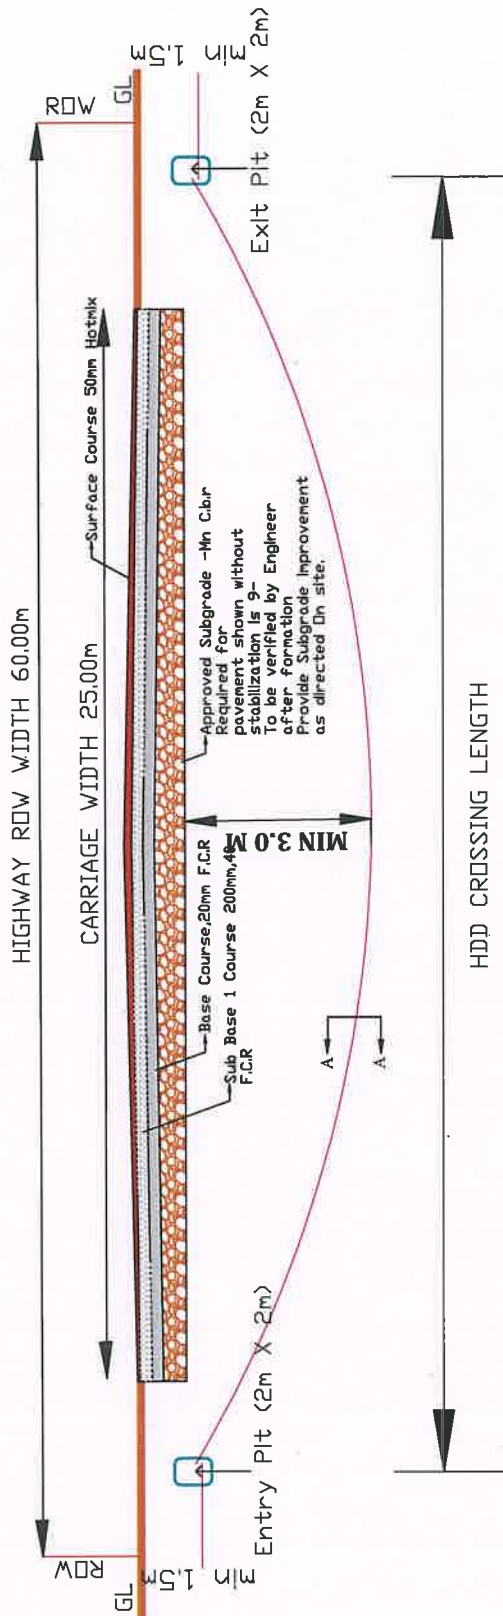 HIGHWAY ROW WIDTH 60.00m
ROW
ROW
CARRIAGE WIDTH 25.00m
GL
GL
Surface Course 50mm Hotmix
min 1.5m
min 1.5m
Base Course,20mm F.C.R
Sub Base 1 Course 200mm,40
F.C.R
Approved Subgrade -Mn C.b.r
Required for
pavement shown without
stabilization is 9-
To be verified by Engineer
after formation
Provide Subgrade Improvement
as directed On site.
Entry Pit (2m X 2m)
Exit Pit (2m X 2m)
MIN 3.0 M
A
A
HDD CROSSING LENGTH